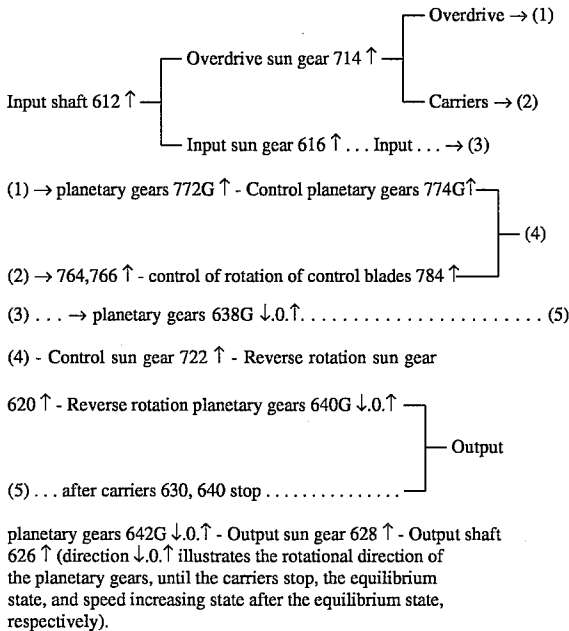 Overdrive → (1)
Overdrive sun gear 714 ↑
Input shaft 612 ↑
Carriers → (2)
Input sun gear 616 ↑ . . . Input . . . → (3)
(1) → planetary gears 772G ↑ - Control planetary gears 774G↑
(4)
(2) → 764,766 ↑ - control of rotation of control blades 784 ↑
(3) . . . → planetary gears 638G ↓.0.↑. . . . . . . . . . . . . . . . . . . . . . . (5)
(4) - Control sun gear 722 ↑ - Reverse rotation sun gear
620 ↑ - Reverse rotation planetary gears 640G ↓.0.↑
Output
(5) . . . after carriers 630, 640 stop . . . . . . . . . . . . . . .
planetary gears 642G ↓.0.↑ - Output sun gear 628 ↑ - Output shaft
626 ↑ (direction ↓.0.↑ illustrates the rotational direction of
the planetary gears, until the carriers stop, the equilibrium
state, and speed increasing state after the equilibrium state,
respectively).